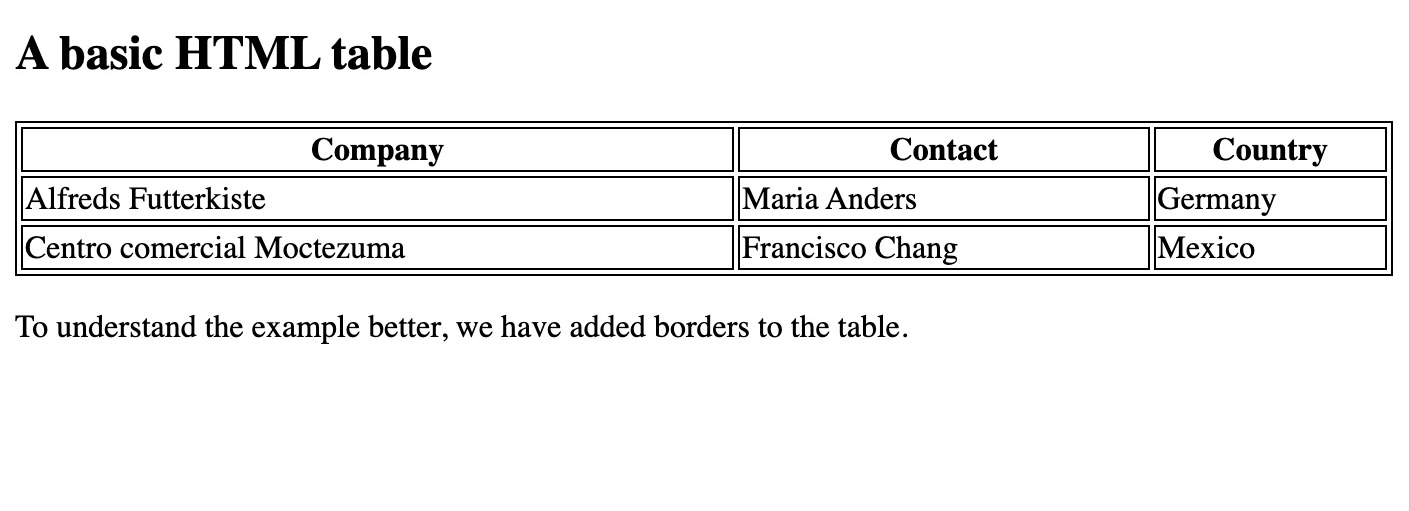 A basic HTML table
Company Contact Country
Alfreds Futterkiste Maria Anders Germany
Centro comercial Moctezuma Francisco Chang Mexico
To understand the example better, we have added borders to the table.